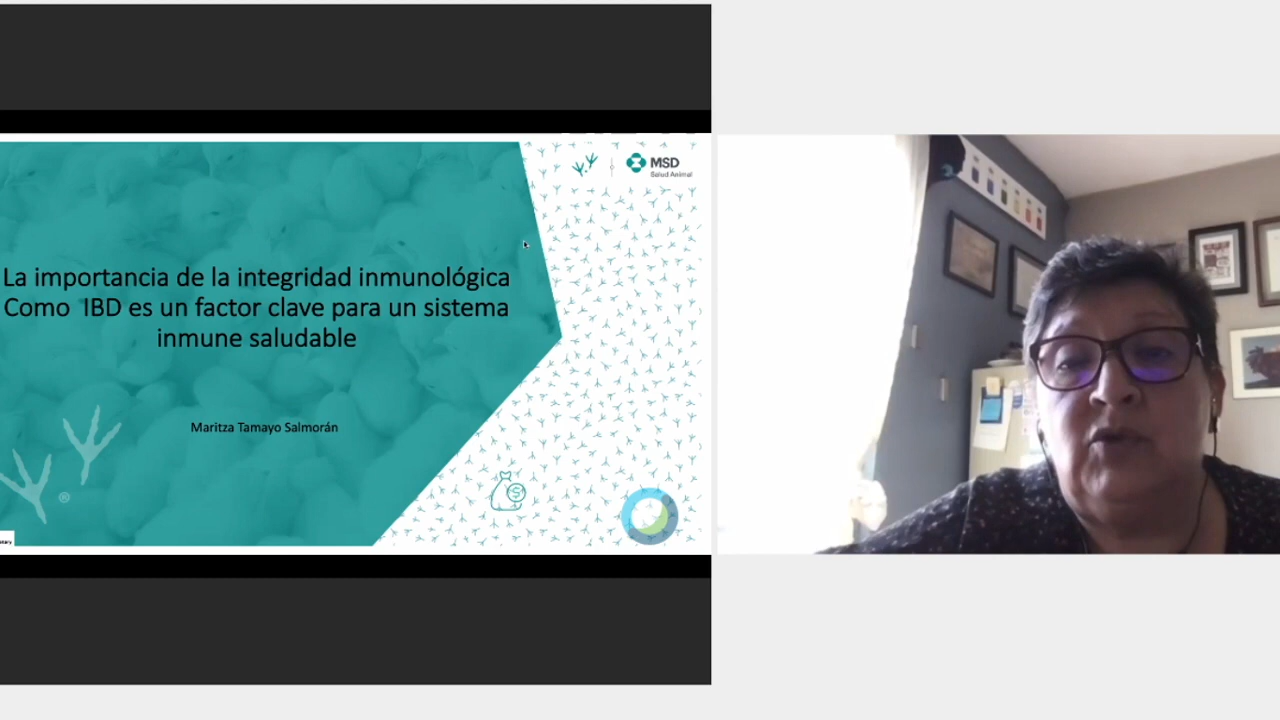 MSD
Salud Animal
La importancia de la integridad inmunológica
Como IBD es un factor clave para un sistema
inmune saludable
Maritza Tamayo Salmorán
®